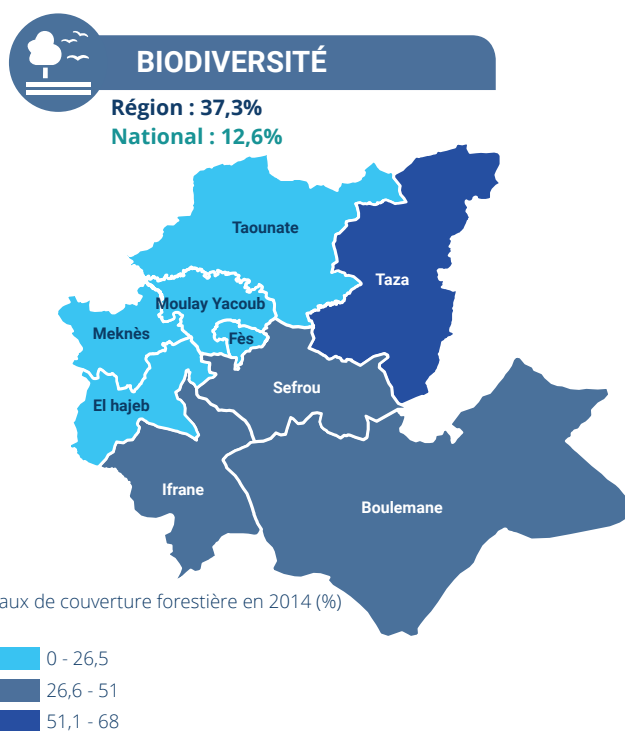 BIODIVERSITÉ
Région : 37,3%
National : 12,6%
Taounate
Taza
Moulay Yacoub
Meknès
Fès
Sefrou
El hajeb
Ifrane
Boulemane
aux de couverture forestière en 2014 (%)
0 - 26,5
26,6 - 51
51,1 - 68